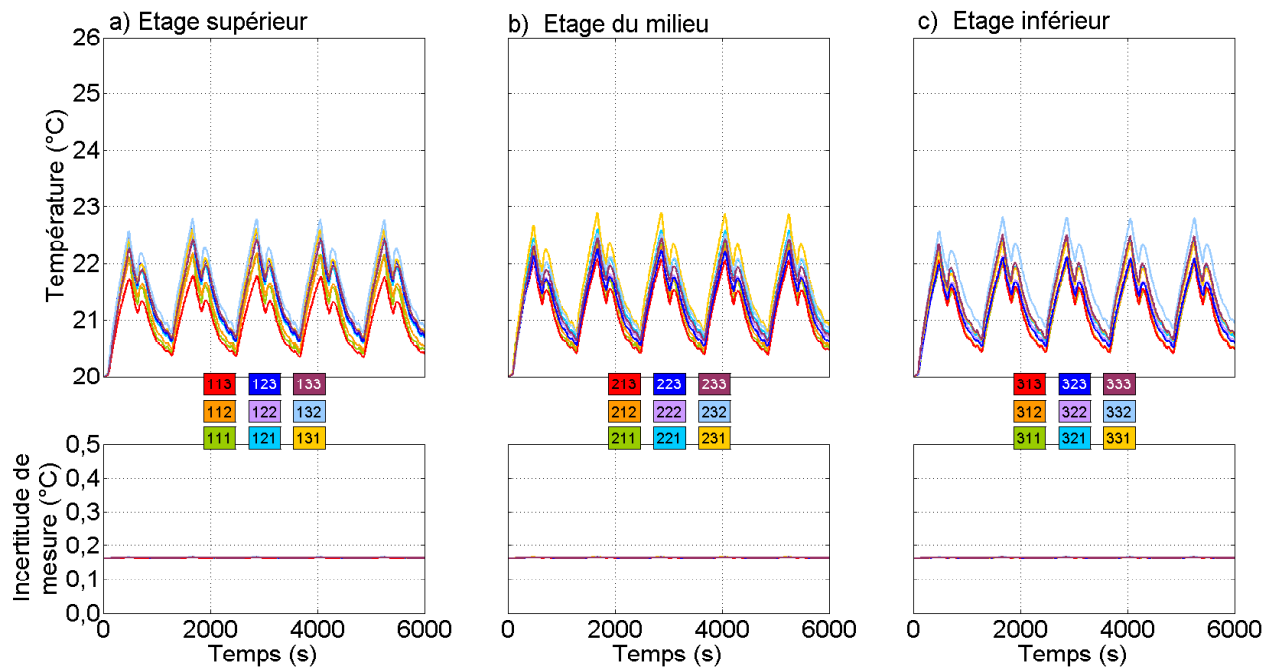 a) Etage supérieur
b) Etage du milieu
c) Etage inférieur
Température (°C)
26
25
24
23
22
21
20
113 123 133
112 122 132
111 121 131
213 223 233
212 222 232
211 221 231
313 323 333
312 322 332
311 321 331
Incertitude de
mesure (°C)
0,5
0,4
0,3
0,2
0,1
0,0
0 2000 4000 6000
Temps (s)
0 2000 4000 6000
Temps (s)
0 2000 4000 6000
Temps (s)